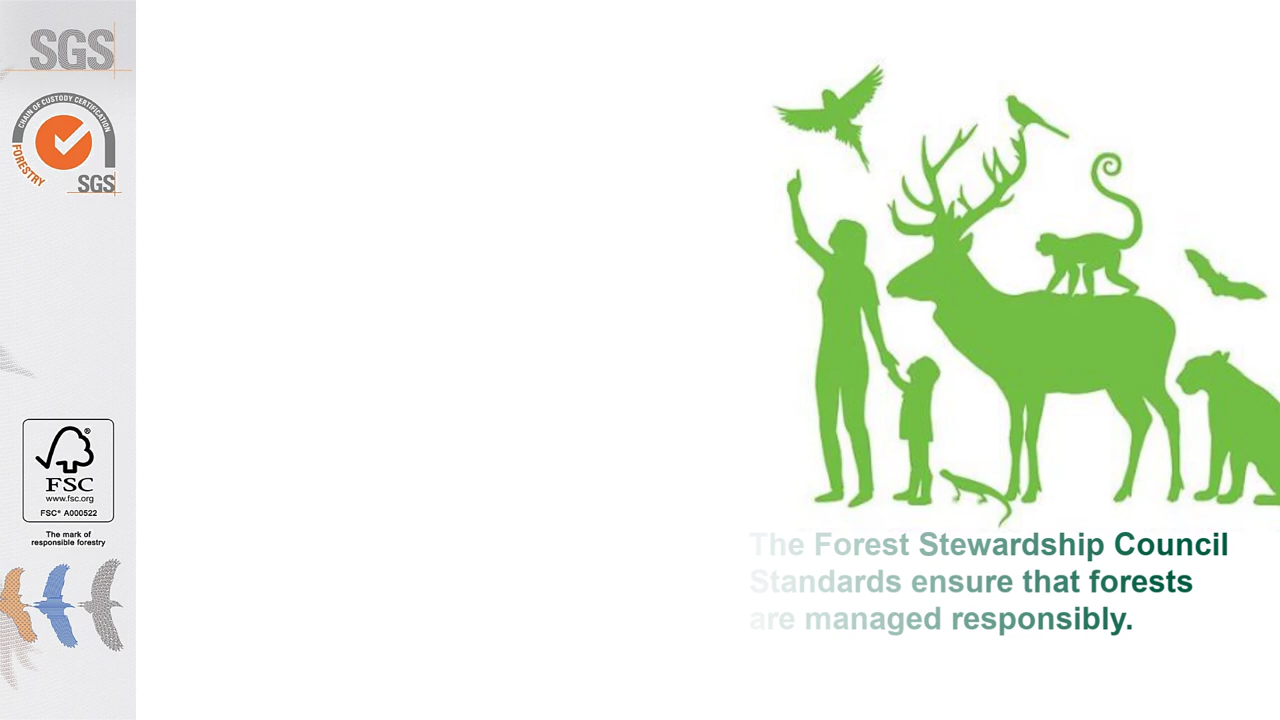 SGS
CHAIN OF CUSTODY CERTIFICATION
FORESTRY
SGS
FSC®
www.fsc.org
FSC® A000522
The mark of
responsible forestry
The Forest Stewardship Council
Standards ensure that forests
are managed responsibly.